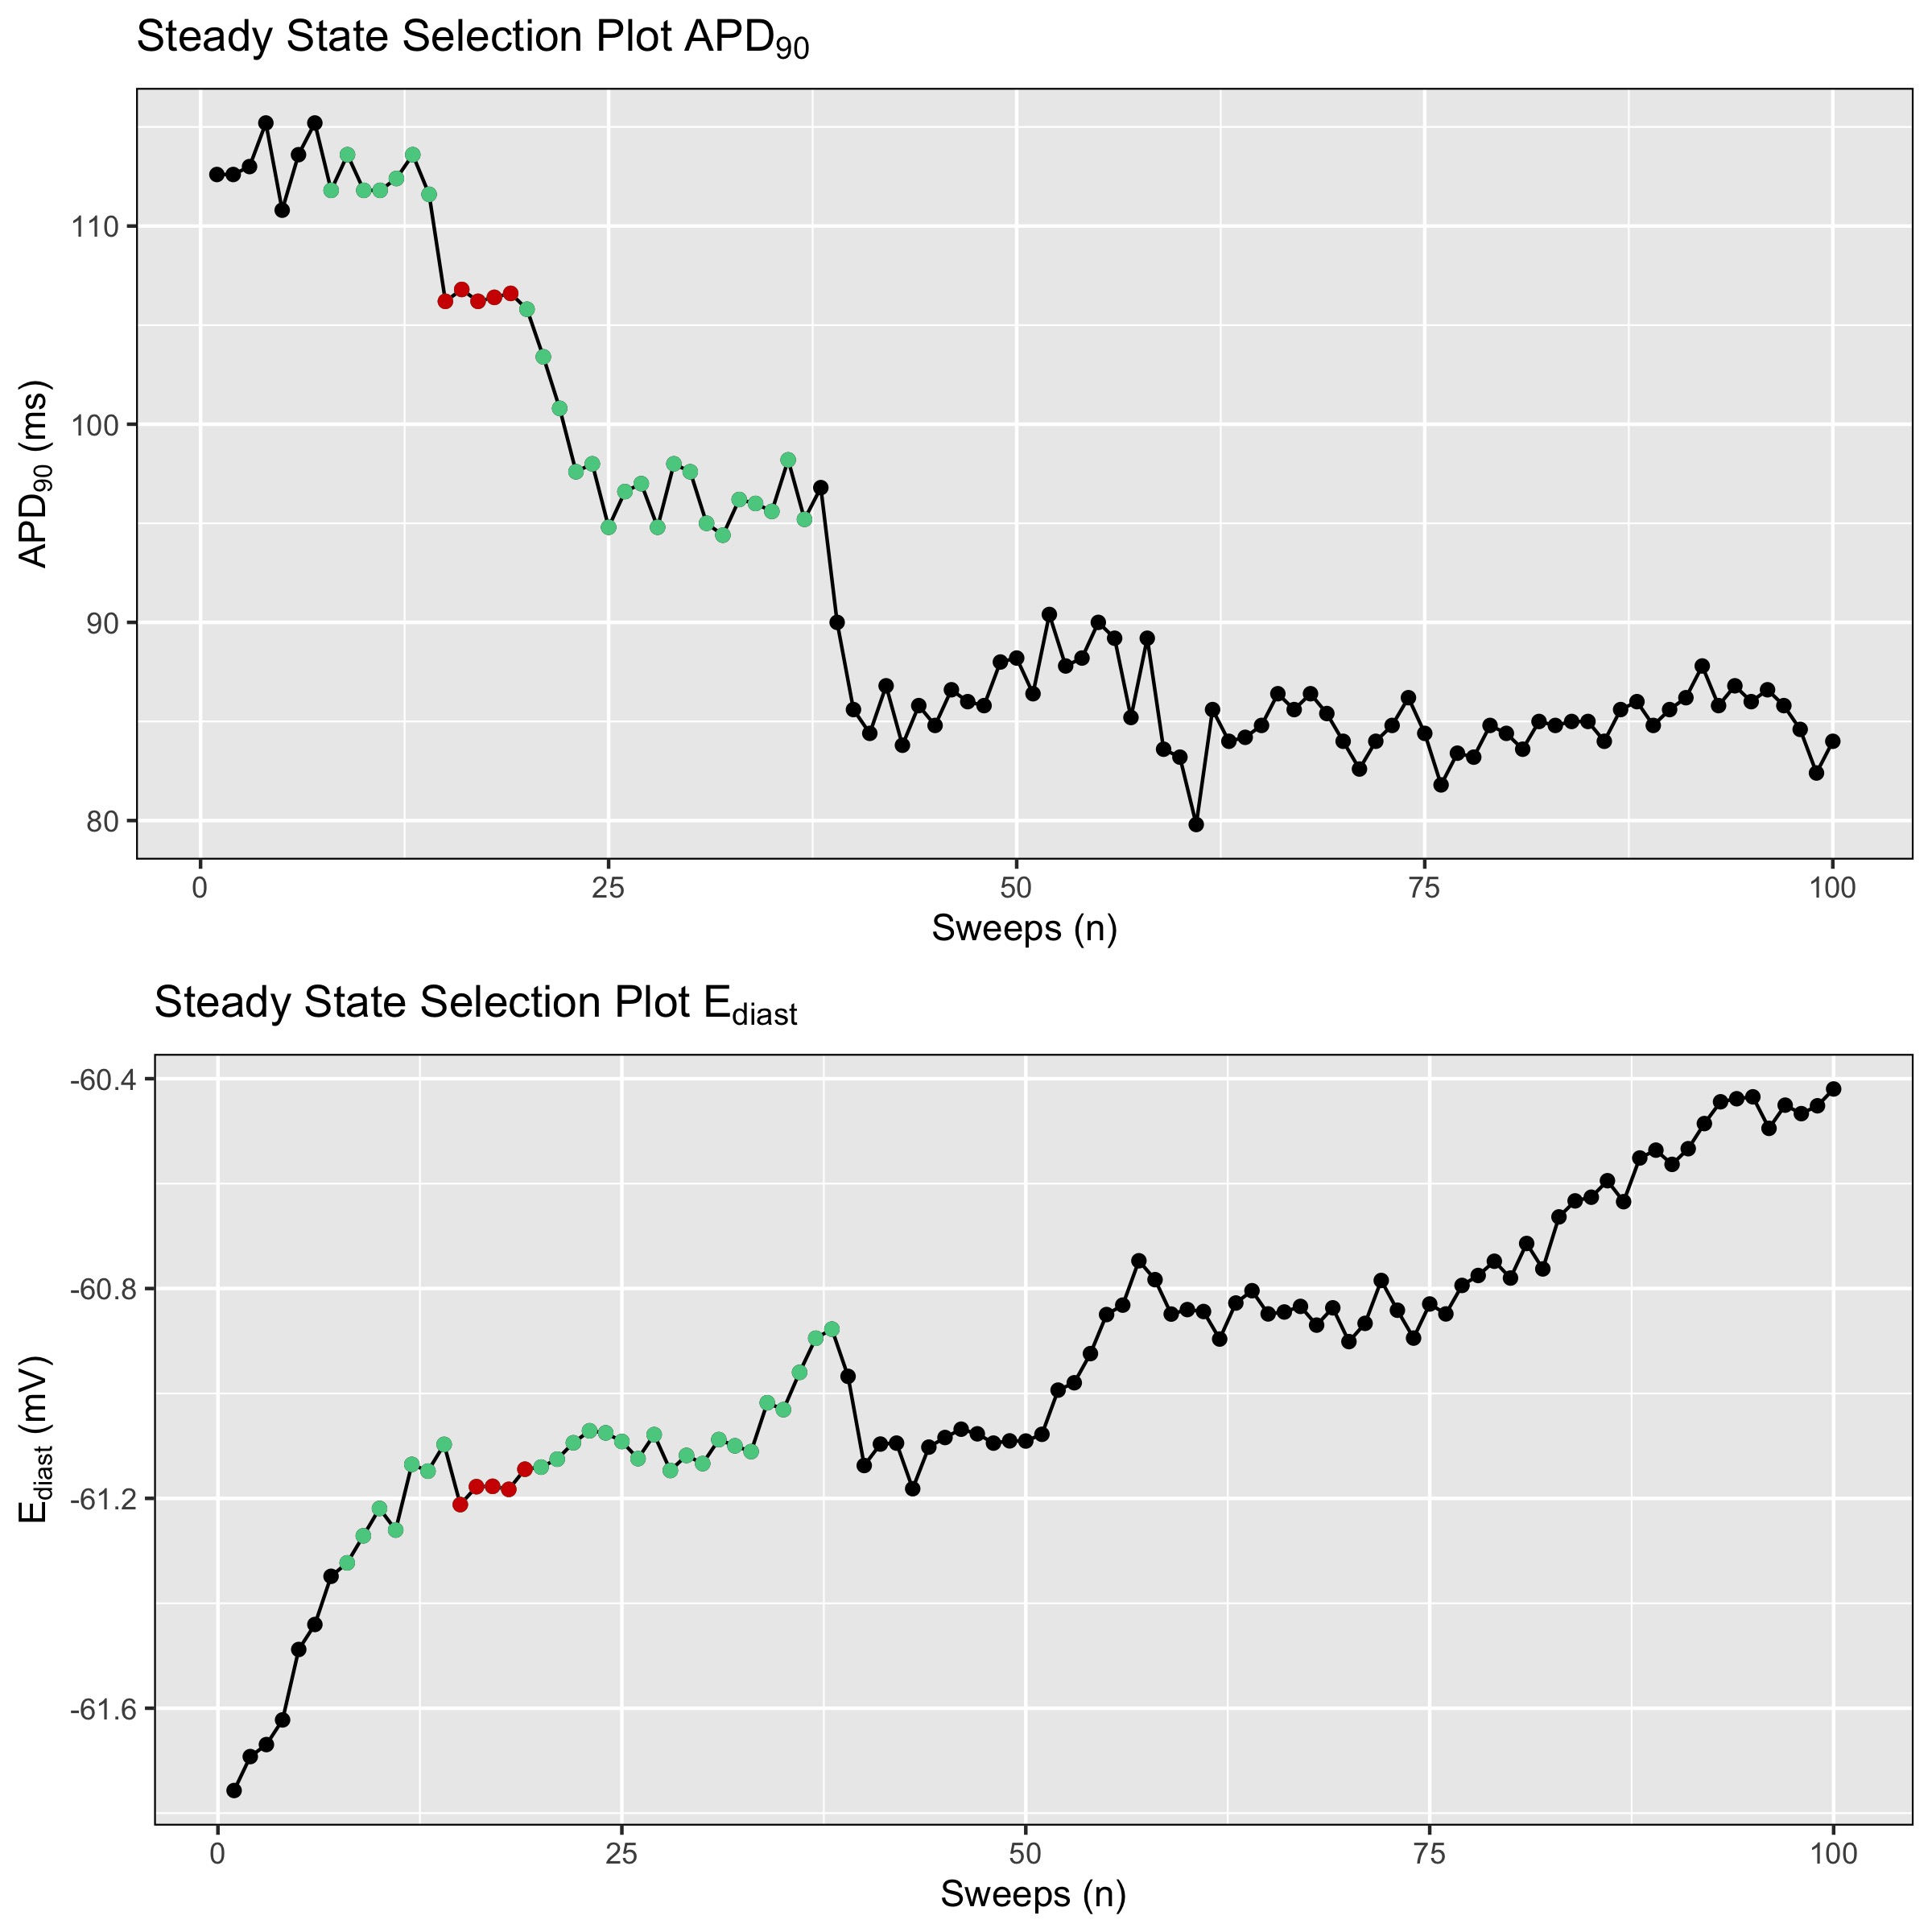 Steady State Selection Plot APD90
110
100
90
80
APD90 (ms)
0 25 50 75 100
Sweeps (n)
Steady State Selection Plot Ediast
-60.4
-60.8
-61.2
-61.6
Ediast (mV)
0 25 50 75 100
Sweeps (n)